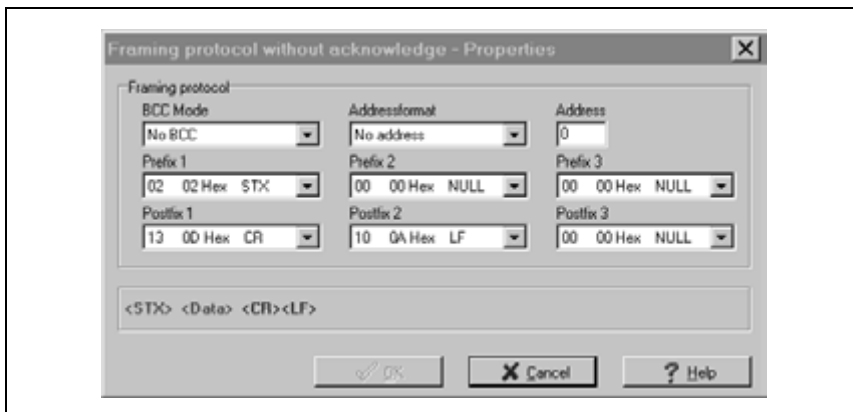 Framing protocol without acknowledge - Properties
Framing protocol
BCC Mode Addressformat Address
No BCC No address 0
Prefix 1 Prefix 2 Prefix 3
02 02 Hex STX 00 00 Hex NULL 00 00 Hex NULL
Postfix 1 Postfix 2 Postfix 3
13 0D Hex CR 10 0A Hex LF 00 00 Hex NULL
<STX> <Data> <CR><LF>
OK Cancel ? Help